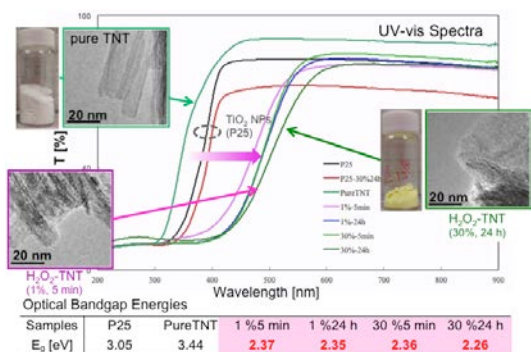 UV-vis Spectra
pure TNT
20 nm
100
80
T [%]
TiO₂ NPs
(P25)
P25
P25-30%24h
PureTNT
1%-5min
1%-24h
30%-5min
30%-24h
20 nm
H₂O₂-TNT
(30%, 24 h)
20 nm
H₂O₂-TNT
(1%, 5 min)
200 300 400 500 600 700 800 900
Wavelength [nm]
Optical Bandgap Energies
Samples P25 PureTNT 1 %5 min 1 %24 h 30 %5 min 30 %24 h
E₉ [eV] 3.05 3.44 2.37 2.35 2.36 2.26